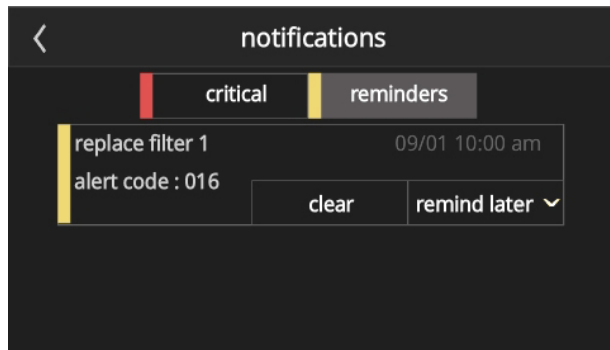 notifications
critical reminders
replace filter 1 09/01 10:00 am
alert code : 016
clear remind later